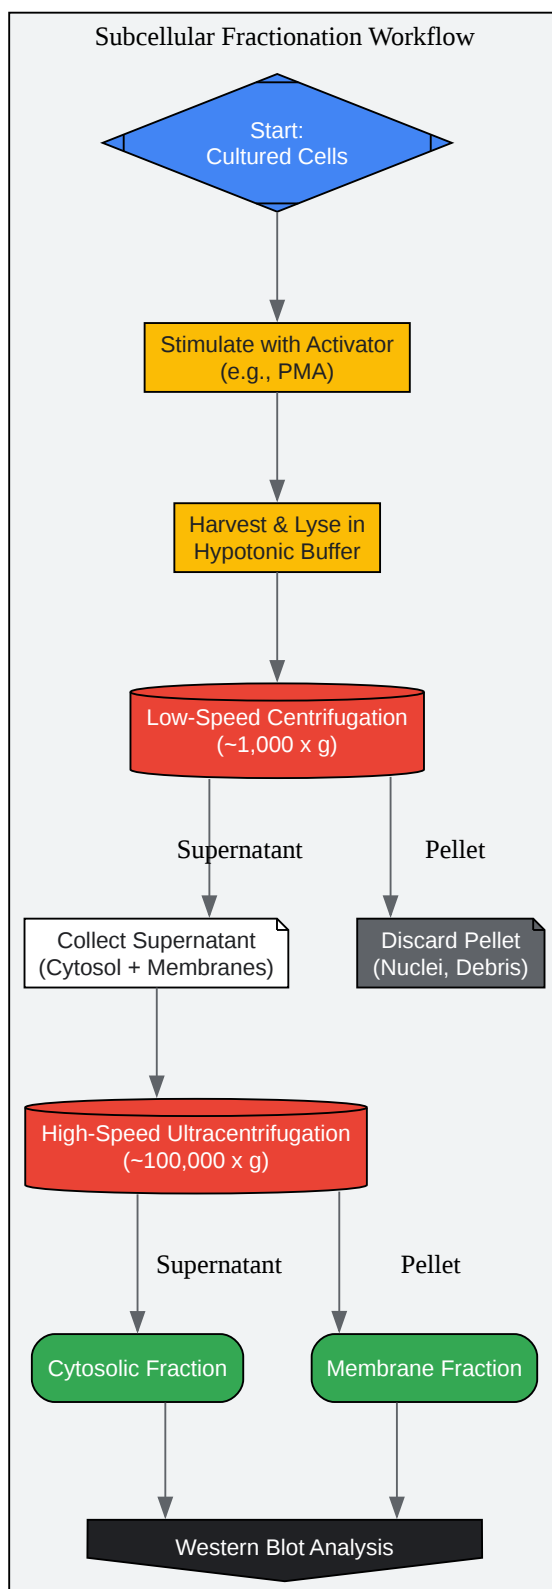 Subcellular Fractionation Workflow
Start:
Cultured Cells
Stimulate with Activator
(e.g., PMA)
Harvest & Lyse in
Hypotonic Buffer
Low-Speed Centrifugation
(~1,000 x g)
Supernatant
Pellet
Collect Supernatant
(Cytosol + Membranes)
Discard Pellet
(Nuclei, Debris)
High-Speed Ultracentrifugation
(~100,000 x g)
Supernatant
Pellet
Cytosolic Fraction
Membrane Fraction
Western Blot Analysis